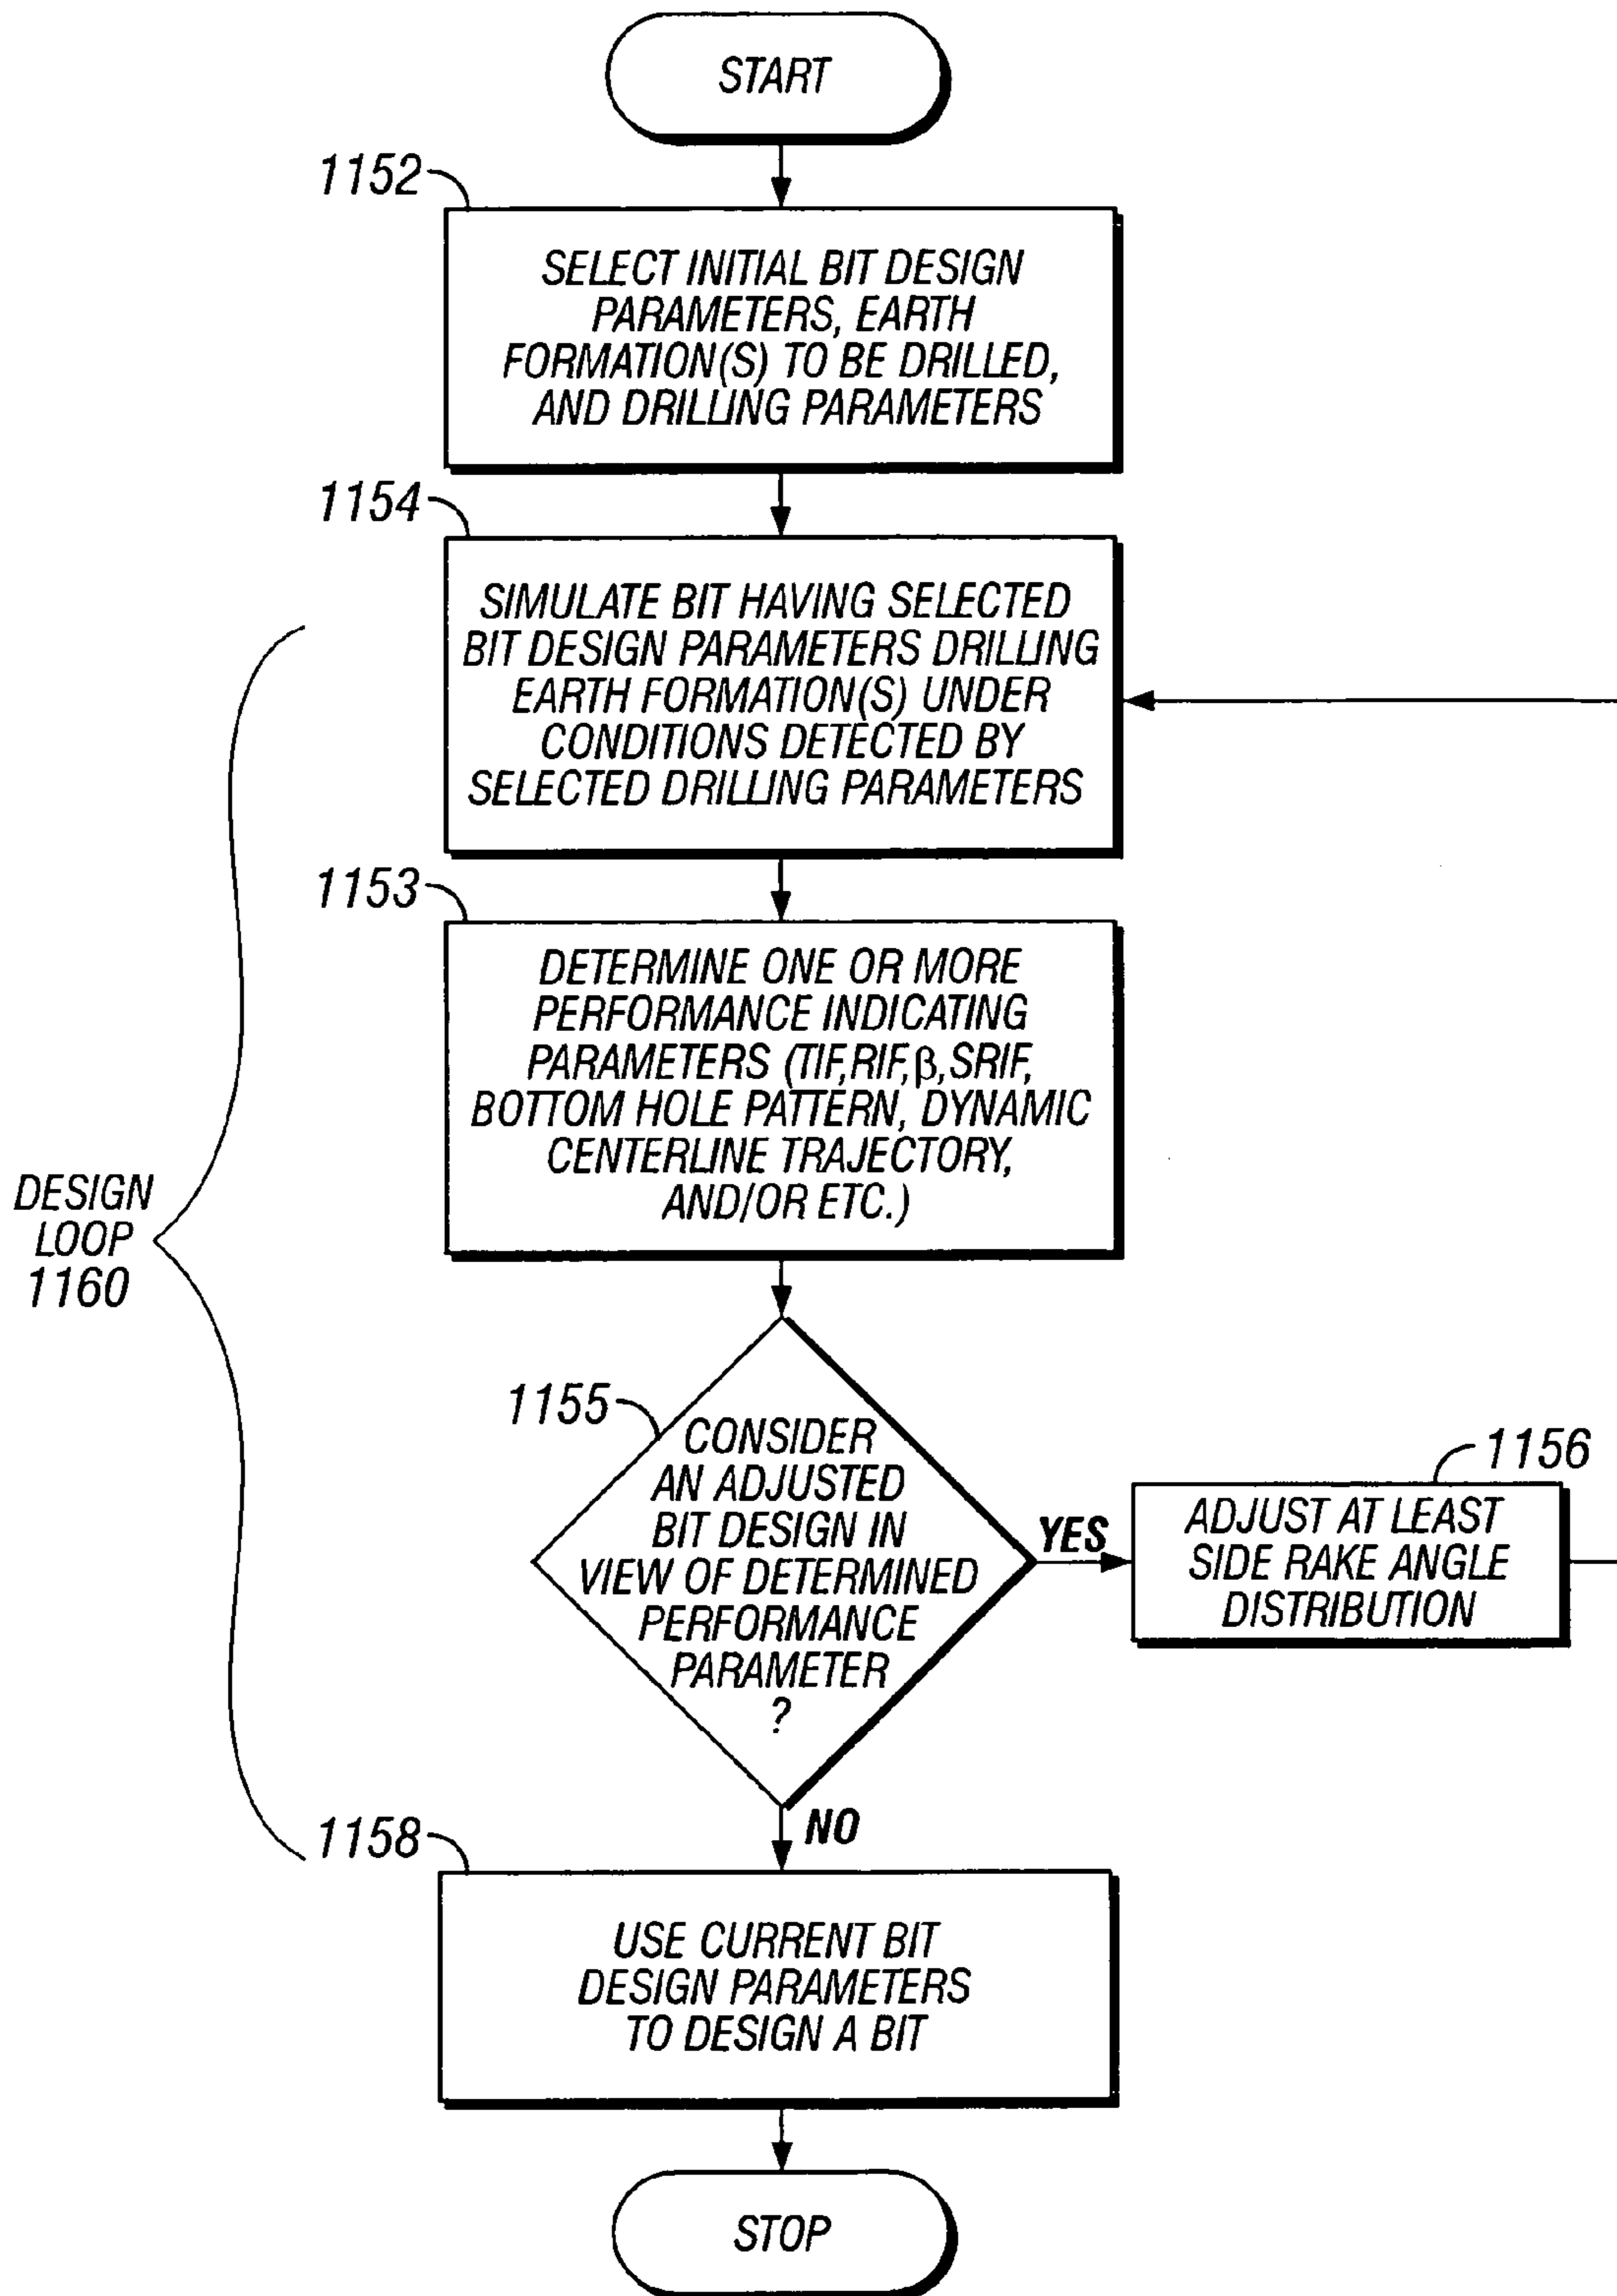 START
1152
SELECT INITIAL BIT DESIGN
PARAMETERS, EARTH
FORMATION(S) TO BE DRILLED,
AND DRILLING PARAMETERS
1154
SIMULATE BIT HAVING SELECTED
BIT DESIGN PARAMETERS DRILLING
EARTH FORMATION(S) UNDER
CONDITIONS DETECTED BY
SELECTED DRILLING PARAMETERS
1153
DETERMINE ONE OR MORE
PERFORMANCE INDICATING
PARAMETERS (TIF,RIF,β,SRIF,
BOTTOM HOLE PATTERN, DYNAMIC
CENTERLINE TRAJECTORY,
AND/OR ETC.)
DESIGN
LOOP
1160
1155
CONSIDER
AN ADJUSTED
BIT DESIGN IN
VIEW OF DETERMINED
PERFORMANCE
PARAMETER
?
YES
1156
ADJUST AT LEAST
SIDE RAKE ANGLE
DISTRIBUTION
NO
1158
USE CURRENT BIT
DESIGN PARAMETERS
TO DESIGN A BIT
STOP